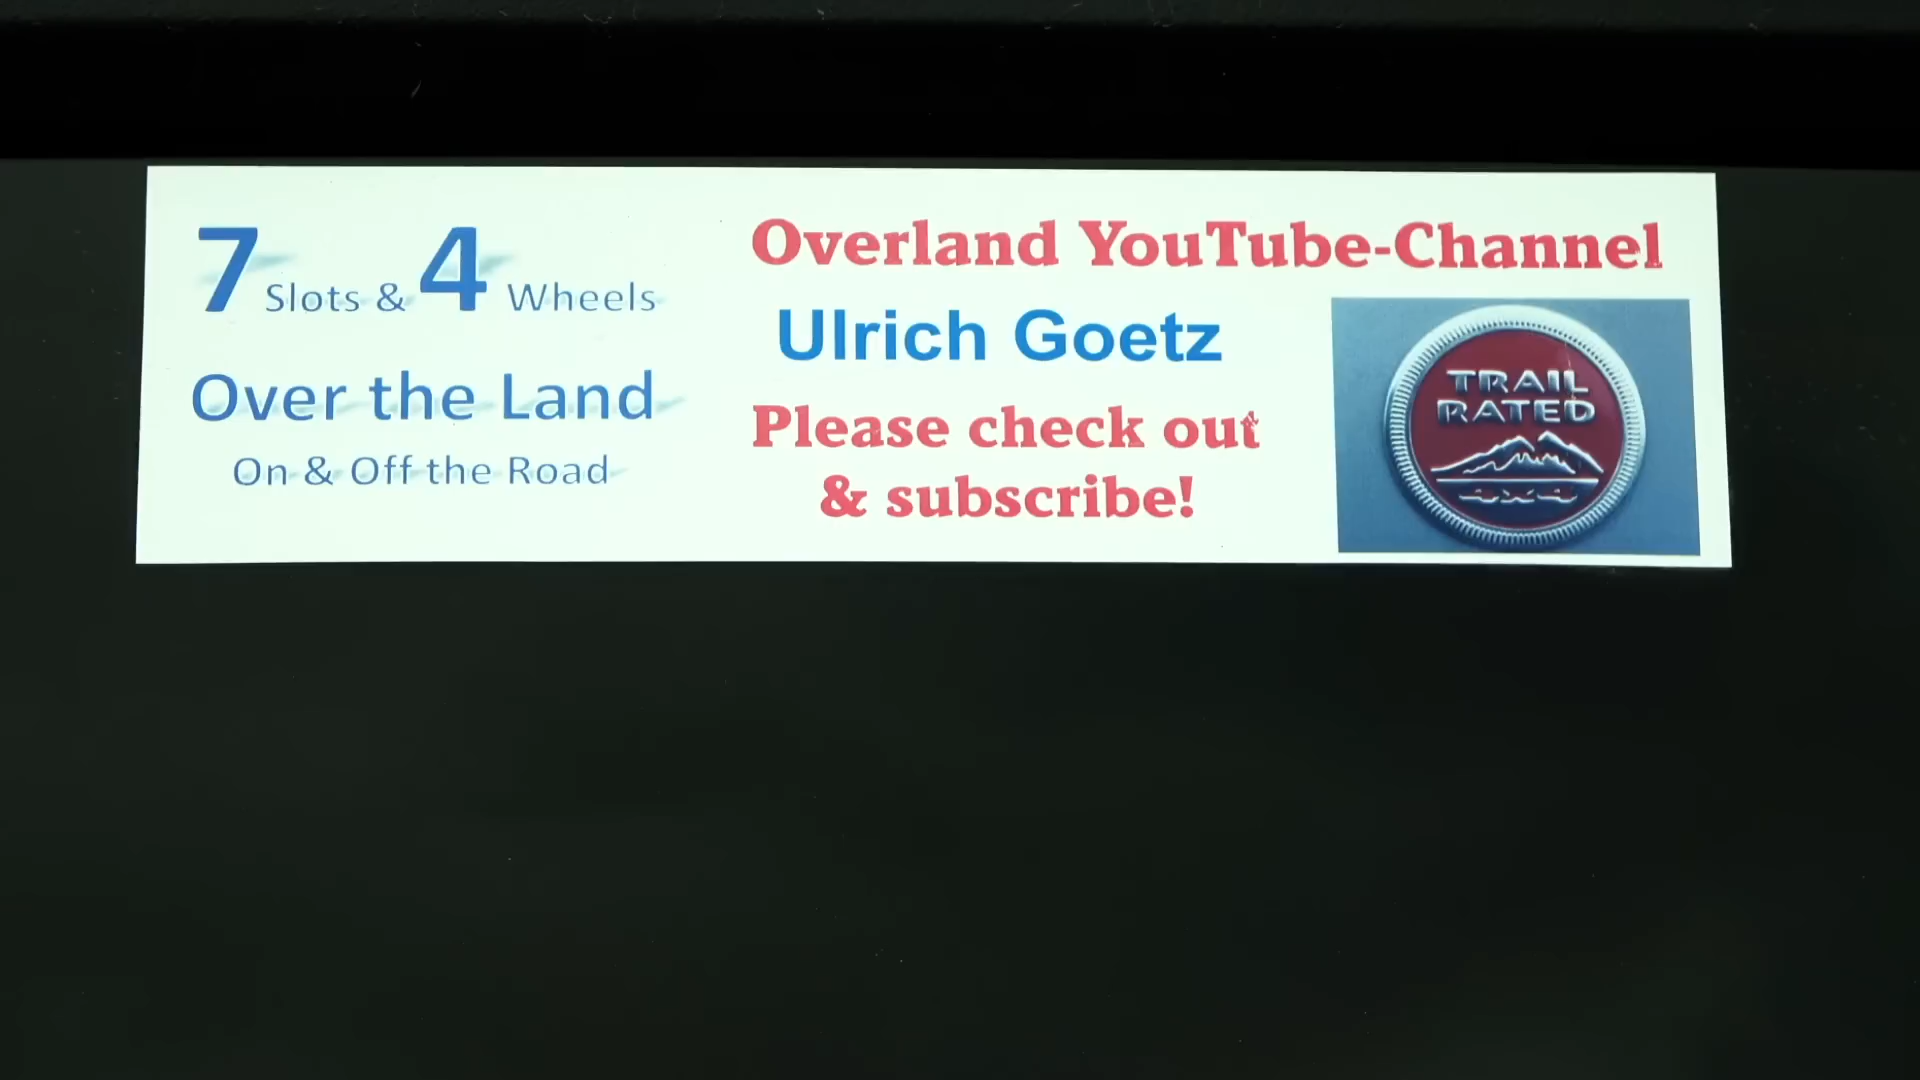 7 Slots & 4 Wheels
Over the Land
On & Off the Road
Overland YouTube-Channel
Ulrich Goetz
Please check out
& subscribe!
TRAIL
RATED
4x4